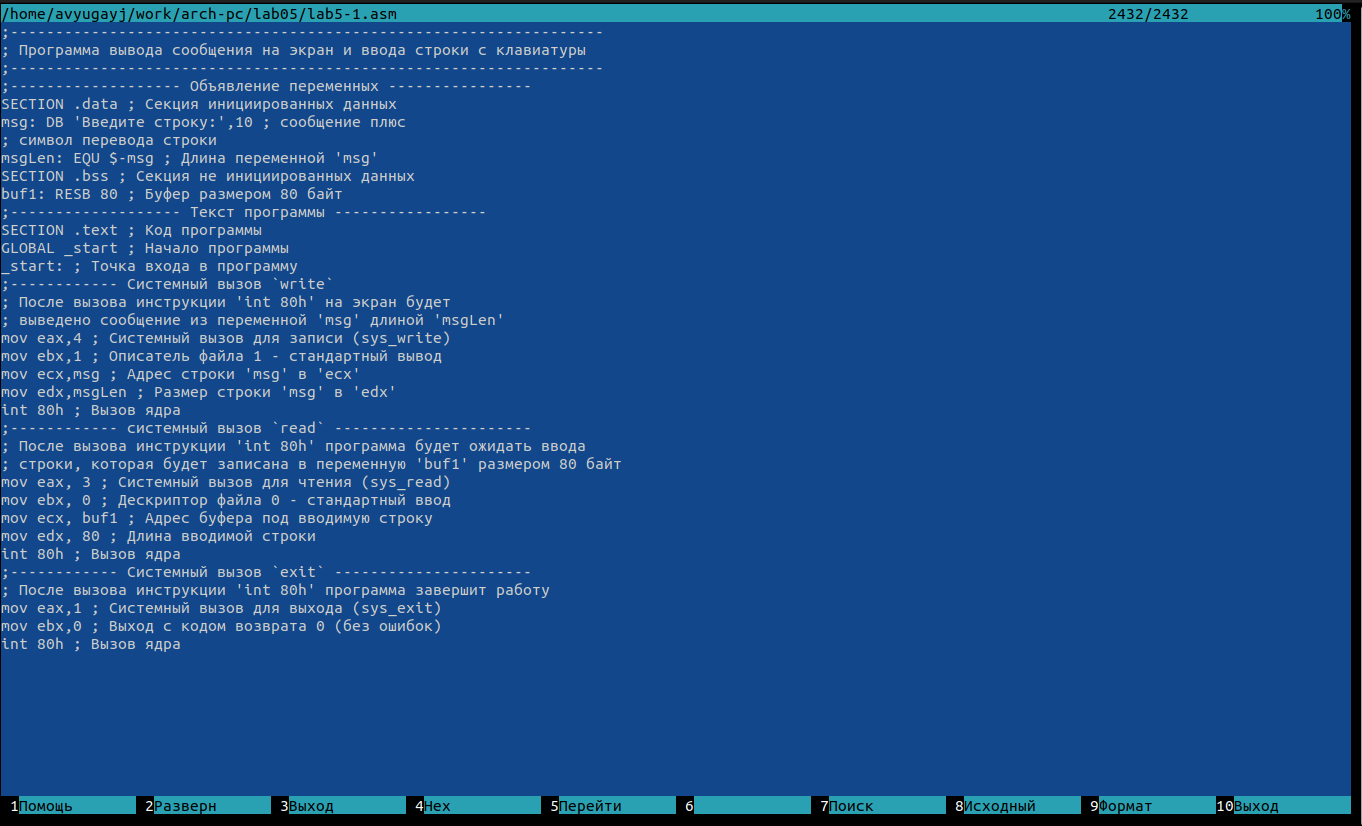 /home/avyugayj/work/arch-pc/lab05/lab5-1.asm 2432/2432 100%
;------------------------------------------------------------------
; Программа вывода сообщения на экран и ввода строки с клавиатуры
;------------------------------------------------------------------
;------------------- Объявление переменных ----------------
SECTION .data ; Секция инициированных данных
msg: DB 'Введите строку:',10 ; сообщение плюс
; символ перевода строки
msgLen: EQU $-msg ; Длина переменной 'msg'
SECTION .bss ; Секция не инициированных данных
buf1: RESB 80 ; Буфер размером 80 байт
;------------------- Текст программы -----------------
SECTION .text ; Код программы
GLOBAL _start ; Начало программы
_start: ; Точка входа в программу
;------------ Системный вызов `write`
; После вызова инструкции 'int 80h' на экран будет
; выведено сообщение из переменной 'msg' длиной 'msgLen'
mov eax,4 ; Системный вызов для записи (sys_write)
mov ebx,1 ; Описатель файла 1 - стандартный вывод
mov ecx,msg ; Адрес строки 'msg' в 'ecx'
mov edx,msgLen ; Размер строки 'msg' в 'edx'
int 80h ; Вызов ядра
;------------ системный вызов `read` ----------------------
; После вызова инструкции 'int 80h' программа будет ожидать ввода
; строки, которая будет записана в переменную 'buf1' размером 80 байт
mov eax, 3 ; Системный вызов для чтения (sys_read)
mov ebx, 0 ; Дескриптор файла 0 - стандартный ввод
mov ecx, buf1 ; Адрес буфера под вводимую строку
mov edx, 80 ; Длина вводимой строки
int 80h ; Вызов ядра
;------------ Системный вызов `exit` ----------------------
; После вызова инструкции 'int 80h' программа завершит работу
mov eax,1 ; Системный вызов для выхода (sys_exit)
mov ebx,0 ; Выход с кодом возврата 0 (без ошибок)
int 80h ; Вызов ядра
1Помощь 2Разверн 3Выход 4Hex 5Перейти 6 7Поиск 8Исходный 9Формат 10Выход